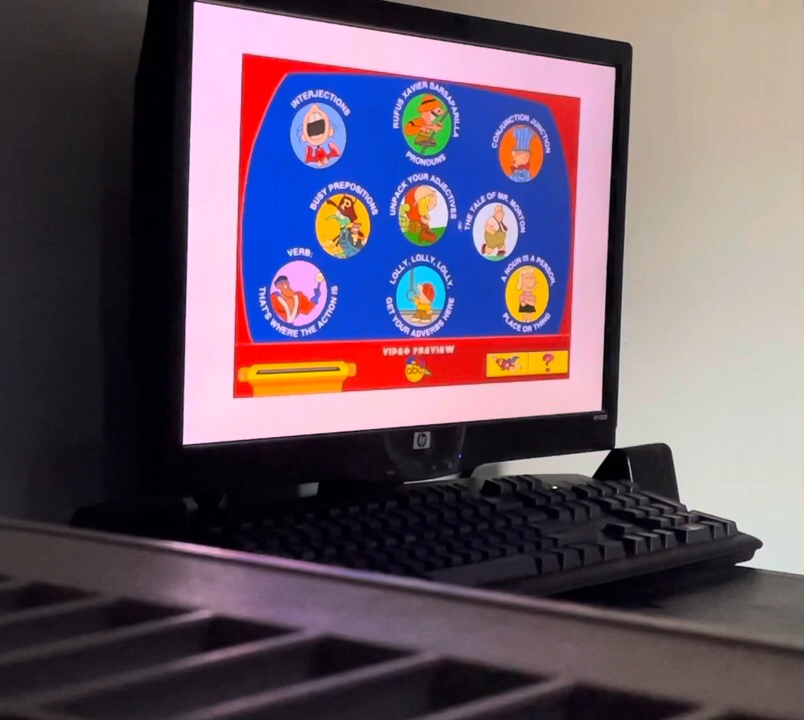 INTERJECTIONS
RUFUS XAVIER SARSAPARILLA
PRONOUNS
CONJUNCTION JUNCTION
BUSY PREPOSITIONS
UNPACK YOUR ADJECTIVES
THE TALE OF MR. MORTON
VERB:
THAT'S WHERE THE ACTION IS
LOLLY, LOLLY, LOLLY,
GET YOUR ADVERBS HERE
A NOUN IS A PERSON,
PLACE OR THING
P
VIDEO PREVIEW
abc
?
hp